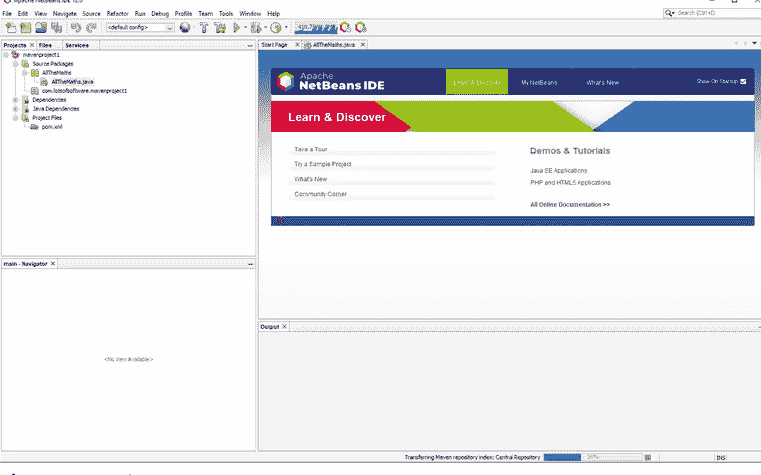 Apache NetBeans IDE
File Edit View Navigate Source Refactor Run Debug Profile Team Tools Window Help
Search (Ctrl+I)
<default config>
Projects Files Services
Start Page AllTheMaths.java
mavenproject1
Source Packages
AllTheMaths
AllTheMaths.java
com.lotsofsoftware.mavenproject1
Dependencies
Java Dependencies
Project Files
pom.xml
Apache
NetBeans IDE
Learn & Discover My NetBeans What's New Show On Startup
Learn & Discover
Take a Tour
Try a Sample Project
What's New
Community Corner
Demos & Tutorials
Java SE Applications
PHP and HTML5 Applications
All Online Documentation >>
main - Navigator
<No View Available>
Output
Transferring Maven repository index: Central Repository
INS